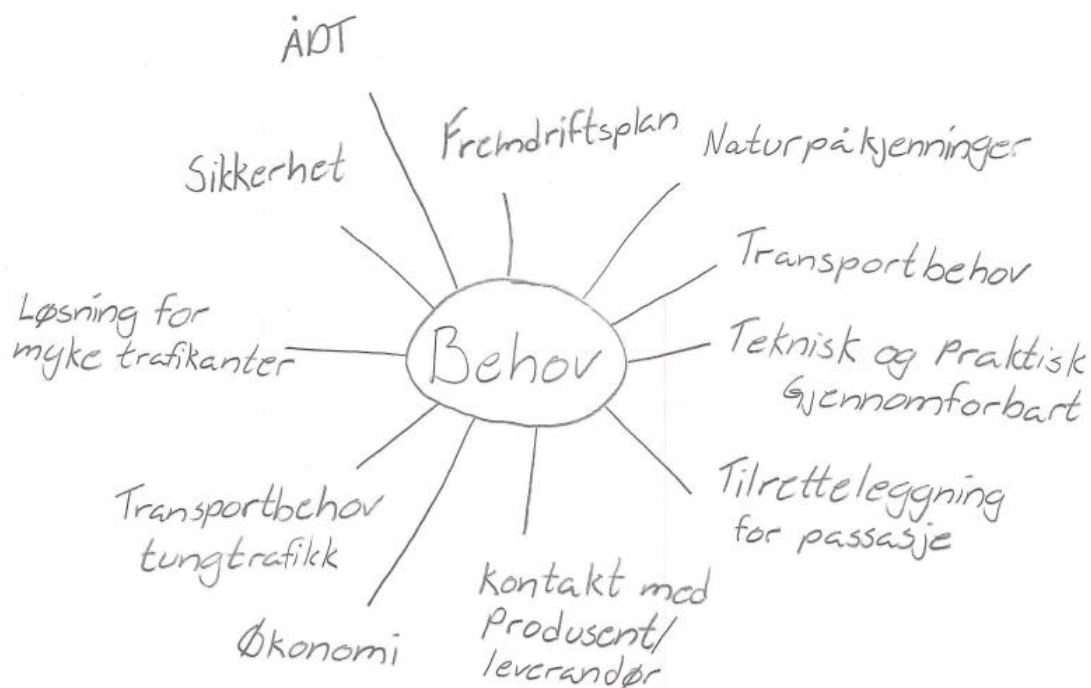 ÅDT
Fremdriftsplan
Naturpåkjenninger
Sikkerhet
Transportbehov
Løsning for
myke trafikanter
Behov
Teknisk og Praktisk
Gjennomforbart
Tilretteleggning
for passasje
Transportbehov
tungtrafikk
Kontakt med
Produsent/
leverandør
Økonomi